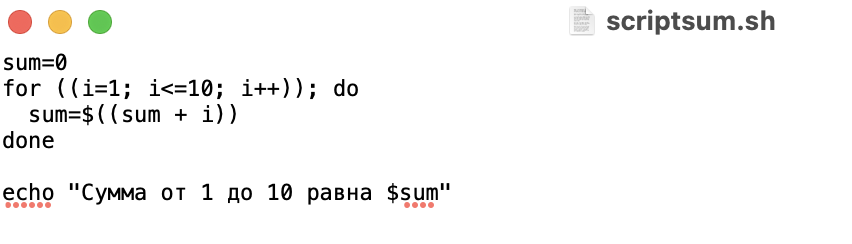 scriptsum.sh
sum=0
for ((i=1; i<=10; i++)); do
  sum=$((sum + i))
done

echo "Сумма от 1 до 10 равна $sum"